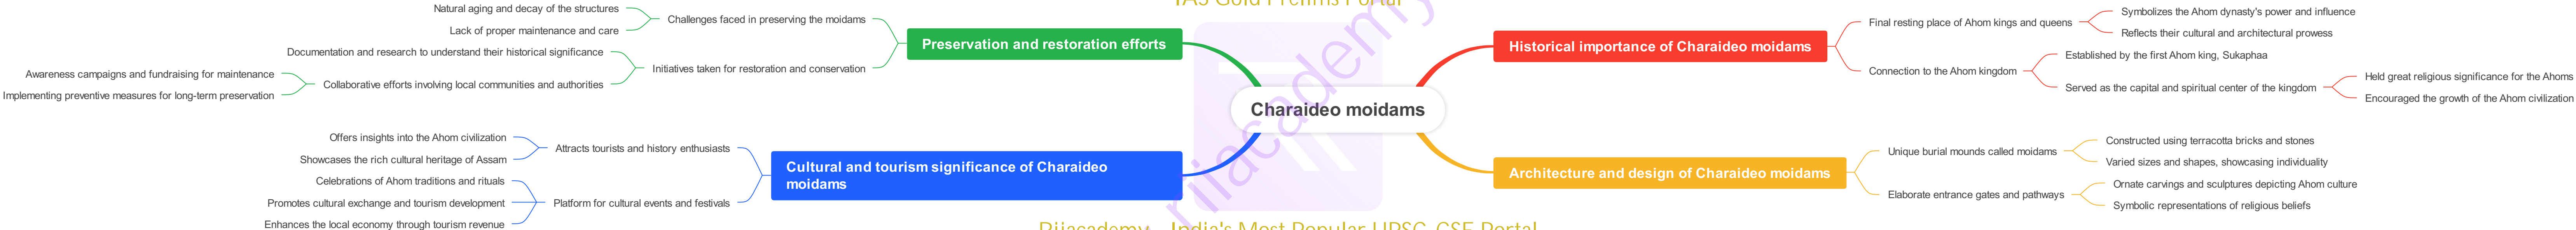 IAS Gold Prelims Portal
Charaideo moidams
Preservation and restoration efforts
Challenges faced in preserving the moidams
Natural aging and decay of the structures
Lack of proper maintenance and care
Initiatives taken for restoration and conservation
Documentation and research to understand their historical significance
Collaborative efforts involving local communities and authorities
Awareness campaigns and fundraising for maintenance
Implementing preventive measures for long-term preservation
Cultural and tourism significance of Charaideo
moidams
Attracts tourists and history enthusiasts
Offers insights into the Ahom civilization
Showcases the rich cultural heritage of Assam
Platform for cultural events and festivals
Celebrations of Ahom traditions and rituals
Promotes cultural exchange and tourism development
Enhances the local economy through tourism revenue
Historical importance of Charaideo moidams
Final resting place of Ahom kings and queens
Symbolizes the Ahom dynasty's power and influence
Reflects their cultural and architectural prowess
Connection to the Ahom kingdom
Established by the first Ahom king, Sukaphaa
Served as the capital and spiritual center of the kingdom
Held great religious significance for the Ahoms
Encouraged the growth of the Ahom civilization
Architecture and design of Charaideo moidams
Unique burial mounds called moidams
Constructed using terracotta bricks and stones
Varied sizes and shapes, showcasing individuality
Elaborate entrance gates and pathways
Ornate carvings and sculptures depicting Ahom culture
Symbolic representations of religious beliefs
rijiacademy
Rijiacademy - India's Most Popular UPSC-CSE Portal